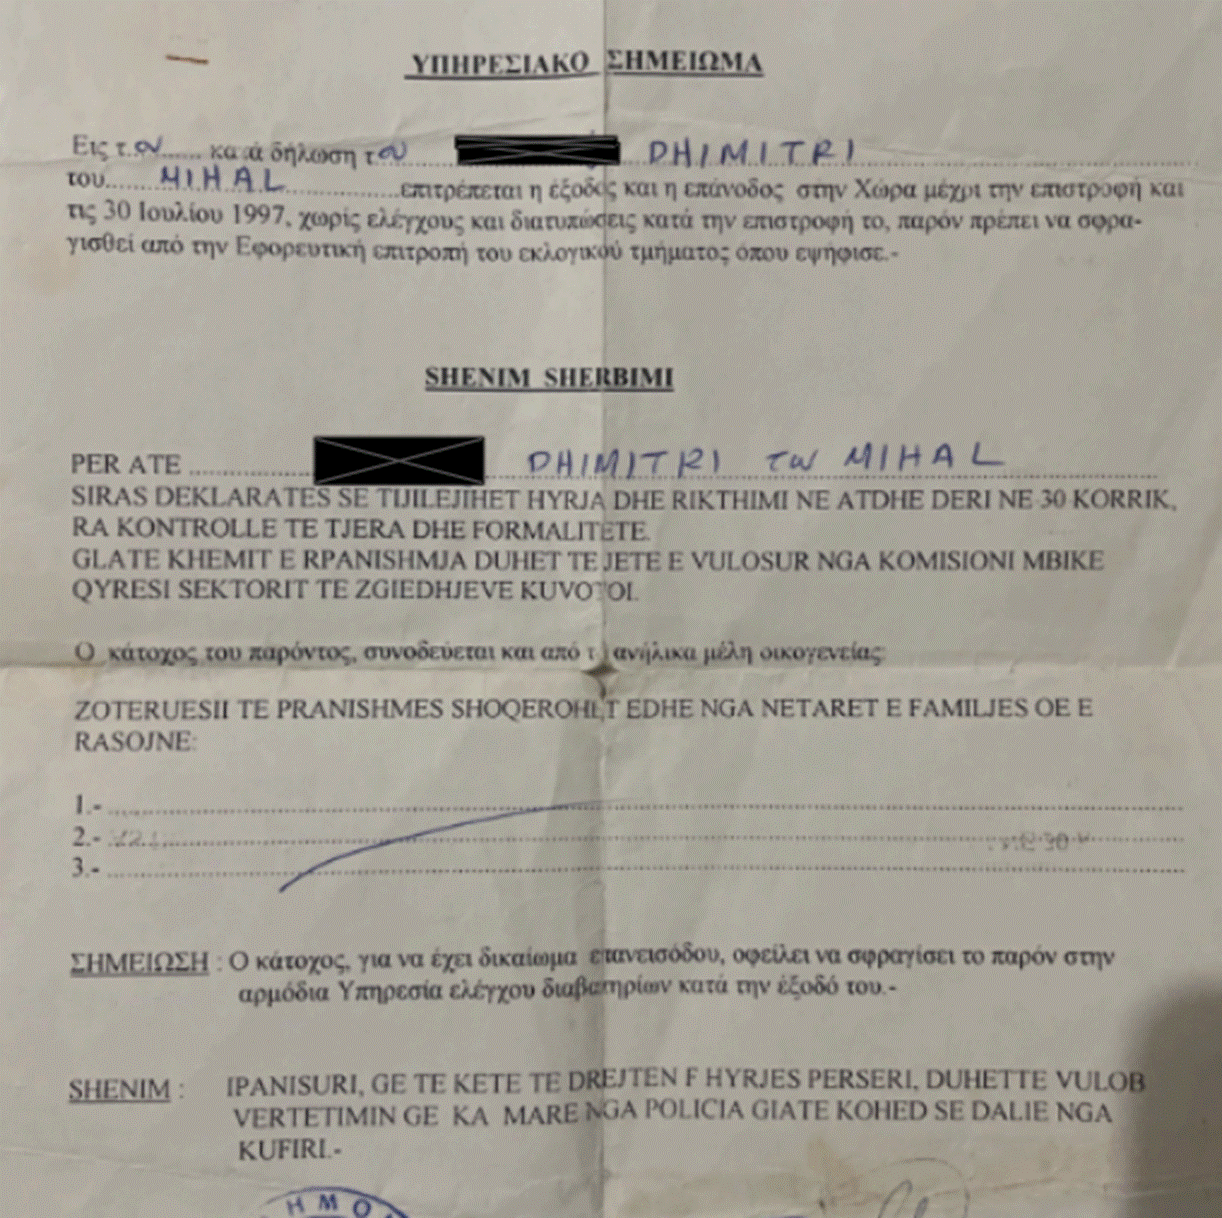 ΥΠΗΡΕΣΙΑΚΟ ΣΗΜΕΙΩΜΑ
Εις τ.ον...... κατά δήλωση του........ DHIMITRI
του...... MIHAL ..............επιτρέπεται η έξοδος και η επάνοδος στην Χώρα μέχρι την επιστροφή και
τις 30 Ιουλίου 1997, χωρίς ελέγχους και διατυπώσεις κατά την επιστροφή το, παρόν πρέπει να σφρα-
γισθεί από την Εφορευτική επιτροπή του εκλογικού τμήματος όπου εψήφισε.-
SHENIM SHERBIMI
PER ATE .................. DHIMITRI του MIHAL
SIRAS DEKLARATES SE TIJILEJIHET HYRJA DHE RIKTHIMI NE ATDHE DERI NE 30 KORRIK,
RA KONTROLLE TE TJERA DHE FORMALITETE.
GLATE KHEMIT E RPANISHMJA DUHET TE JETE E VULOSUR NGA KOMISIONI MBIKE
QYRESI SEKTORIT TE ZGIEDHJEVE KUVOTOI.
Ο κάτοχος του παρόντος, συνοδεύεται και από τ ανήλικα μέλη οικογενείας:
ZOTERUESII TE PRANISHMES SHOQEROHET EDHE NGA NETARET E FAMILJES OE E
RASOJNE:
1.-
2.-
3.-
ΣΗΜΕΙΩΣΗ : Ο κάτοχος, για να έχει δικαίωμα επανεισόδου, οφείλει να σφραγίσει το παρόν στην
αρμόδια Υπηρεσία ελέγχου διαβατηρίων κατά την έξοδό του.-
SHENIM : IPANISURI, GE TE KETE TE DREJTEN F HYRJES PERSERI, DUHETTE VULOB
VERTETIMIN GE KA MARE NGA POLICIA GIATE KOHED SE DALIE NGA
KUFIRI.-
ΗΜΟ